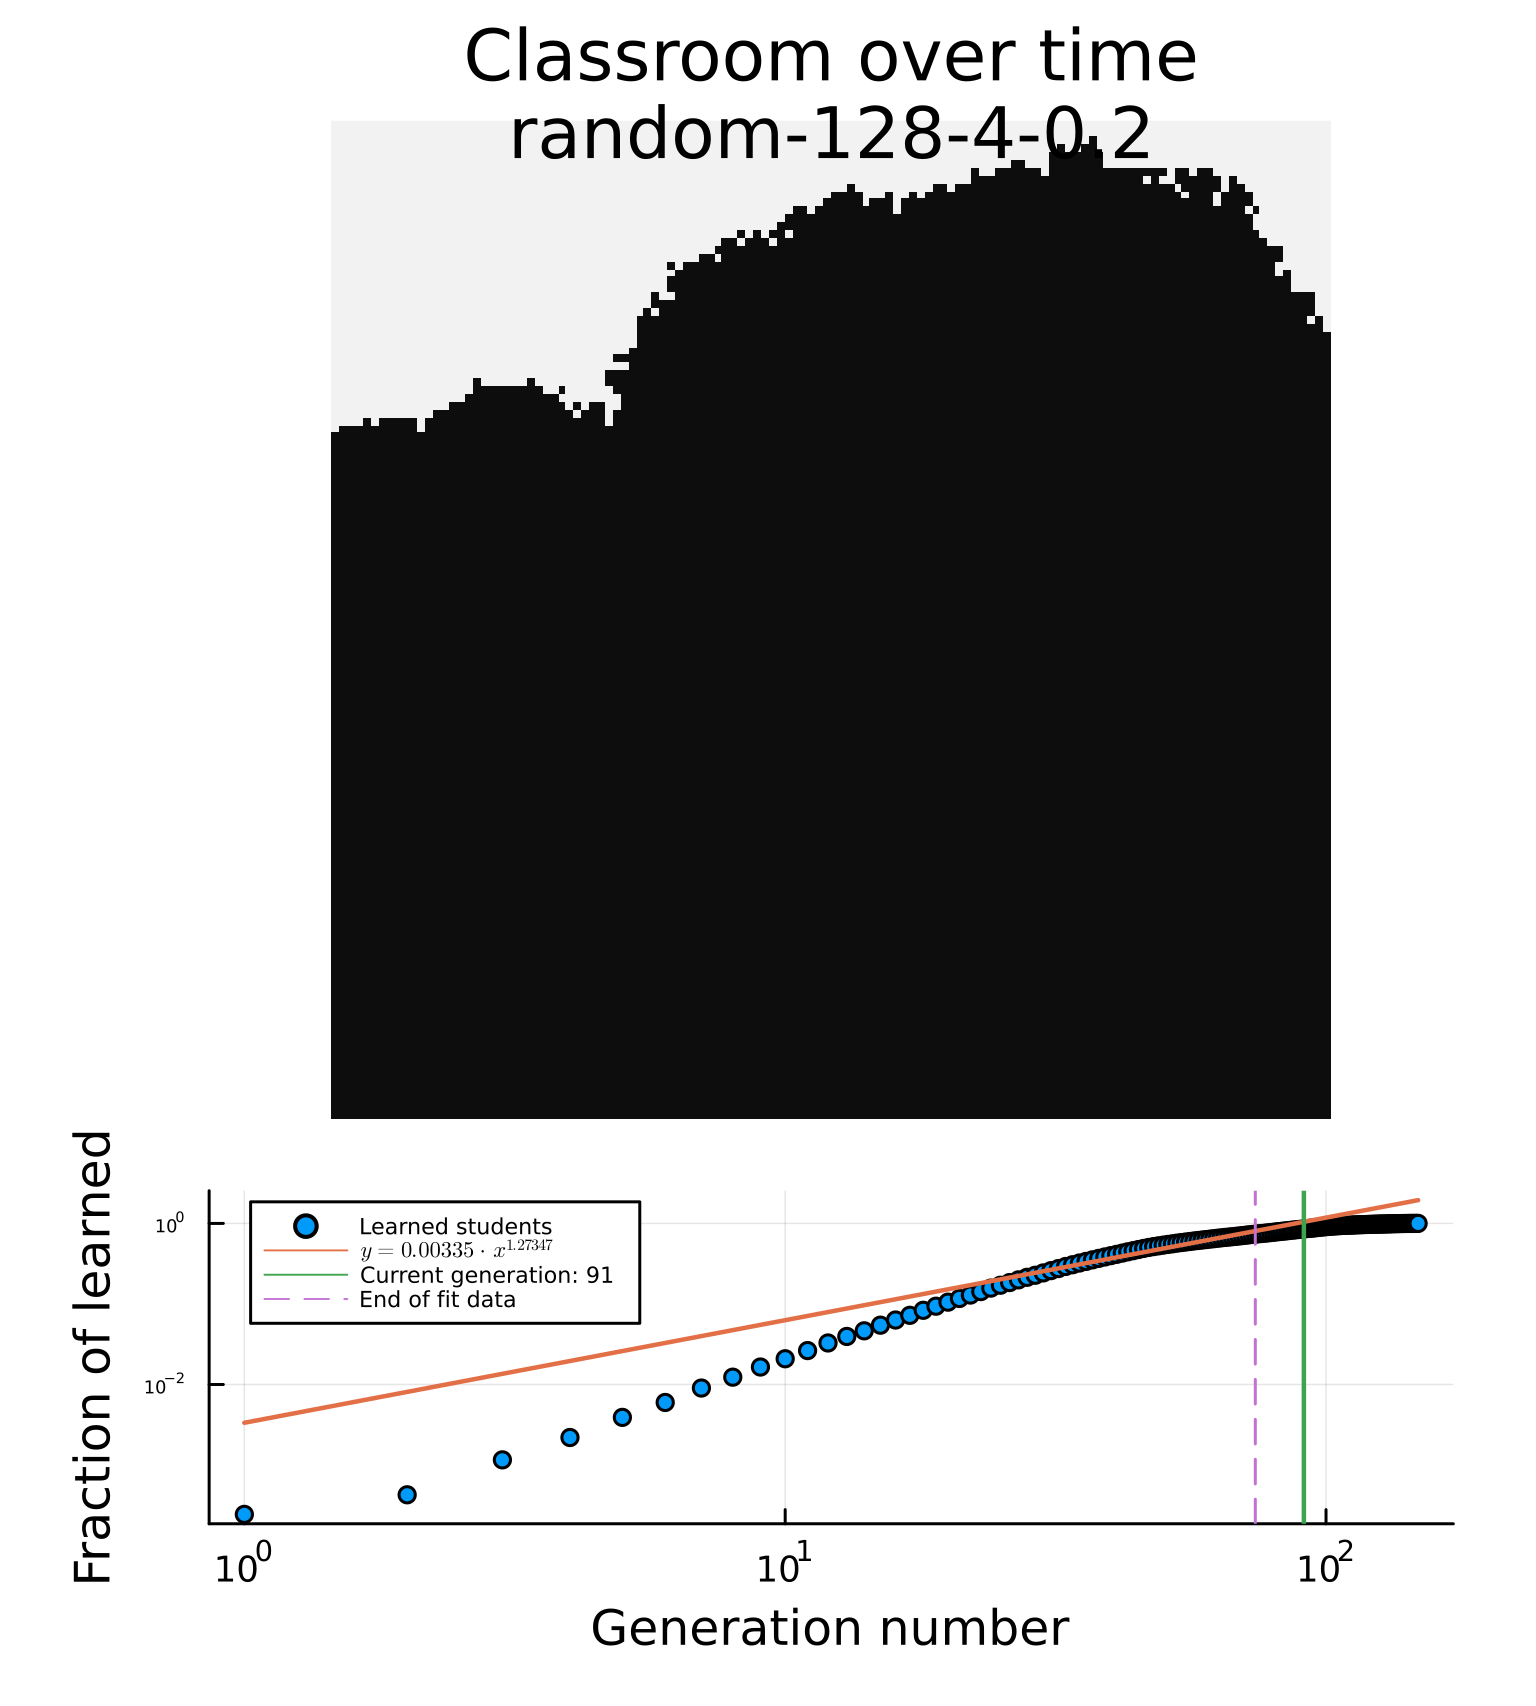 Classroom over time
random-128-4-0.2
Fraction of learned
10⁰
10⁻²
Learned students
y = 0.00335 · x^1.27347
Current generation: 91
End of fit data
10⁰ 10¹ 10²
Generation number